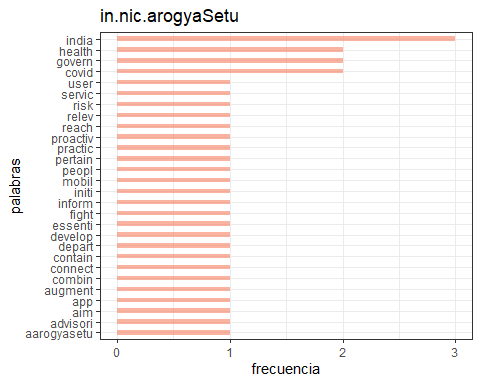 in.nic.arogyaSetu
india
health
govern
covid
user
servic
risk
relev
reach
proactiv
practic
pertain
peopl
mobil
initi
inform
fight
essenti
develop
depart
contain
connect
combin
augment
app
aim
advisori
aarogyasetu
palabras
0 1 2 3
frecuencia